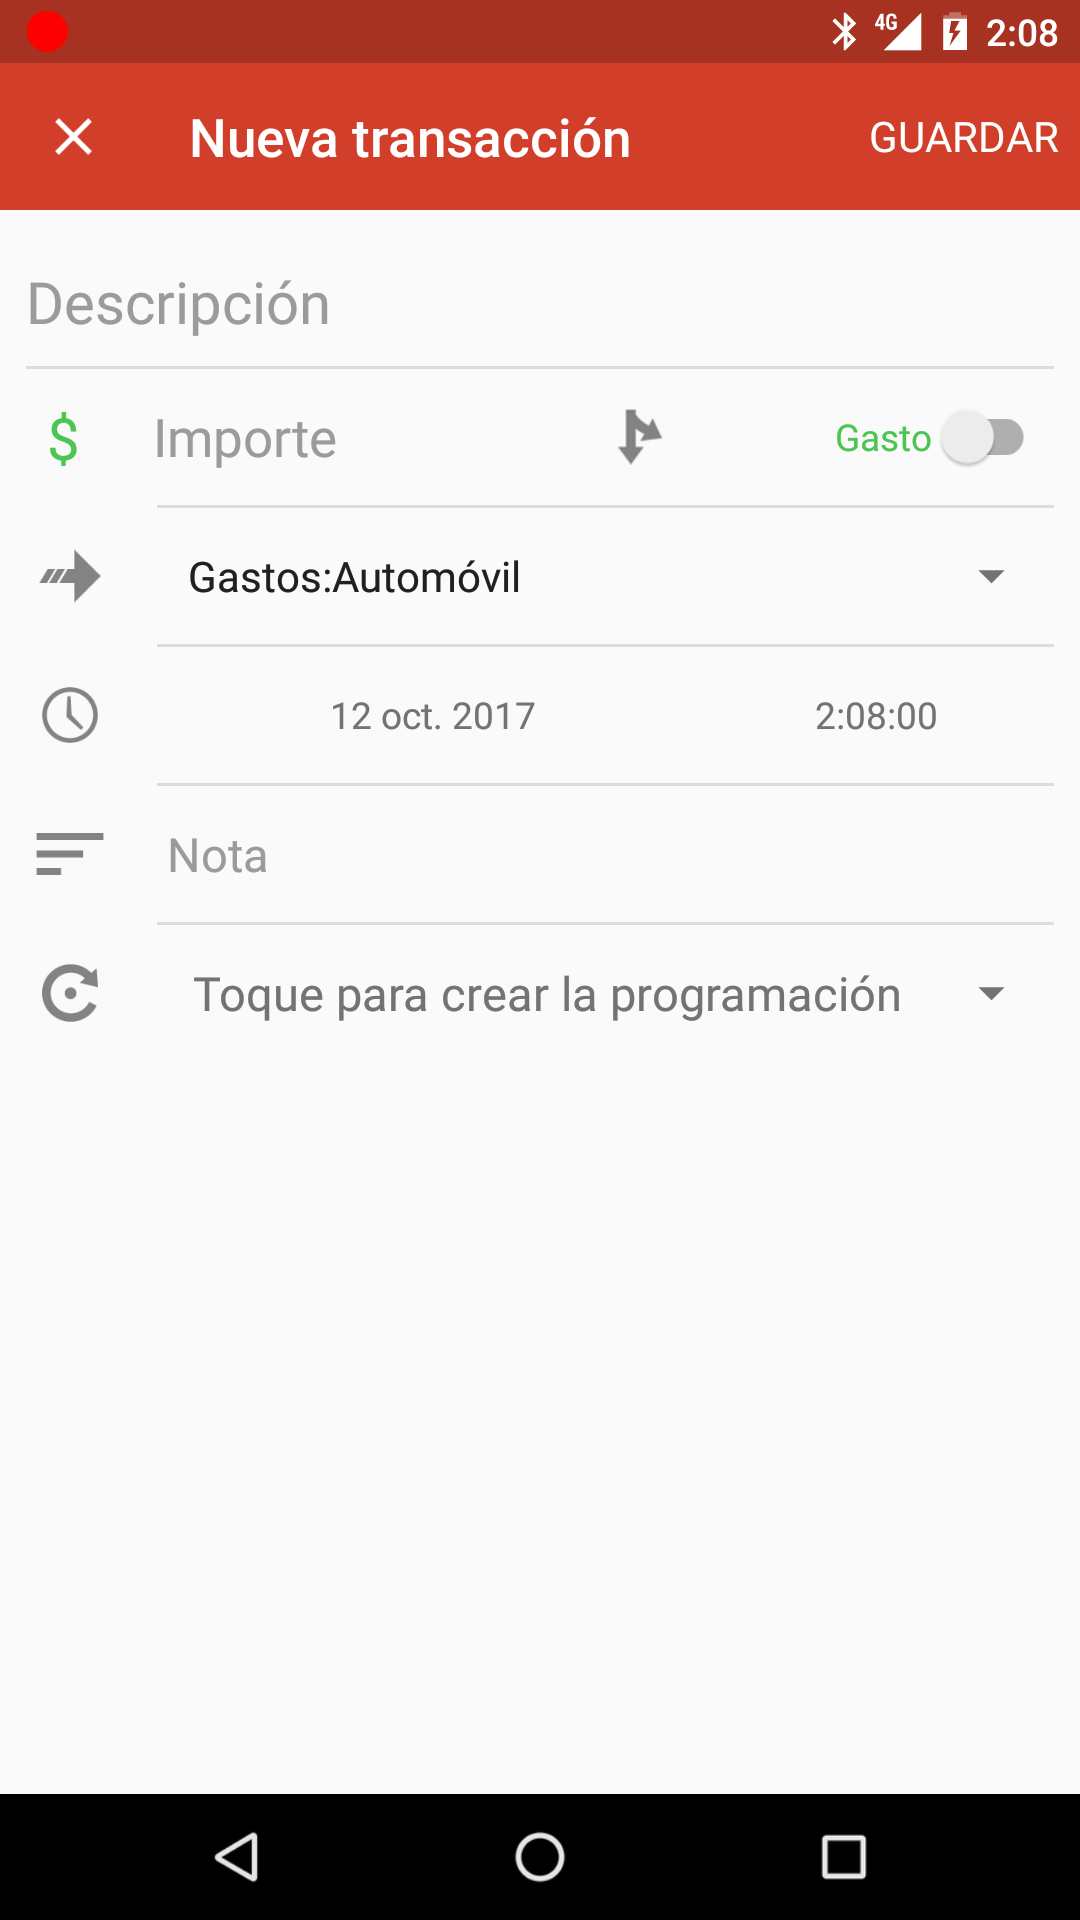 4G 2:08
Nueva transacción GUARDAR
Descripción
$ Importe Gasto
Gastos:Automóvil
12 oct. 2017 2:08:00
Nota
Toque para crear la programación